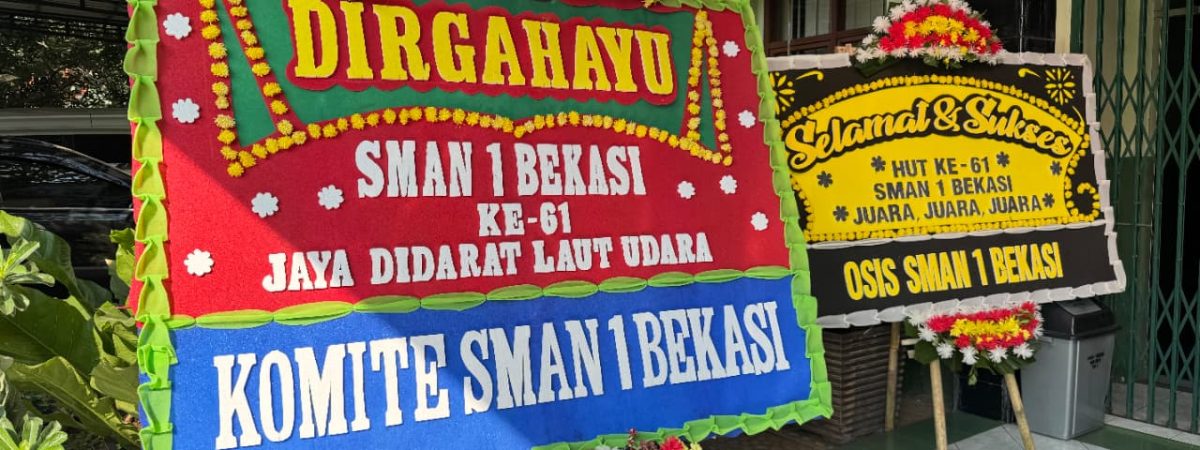 DIRGAHAYU
SMAN 1 BEKASI
KE-61
JAYA DIDARAT LAUT UDARA
KOMITE SMAN 1 BEKASI
Selamat & Sukses
HUT KE-61
SMAN 1 BEKASI
JUARA, JUARA, JUARA
OSIS SMAN 1 BEKASI